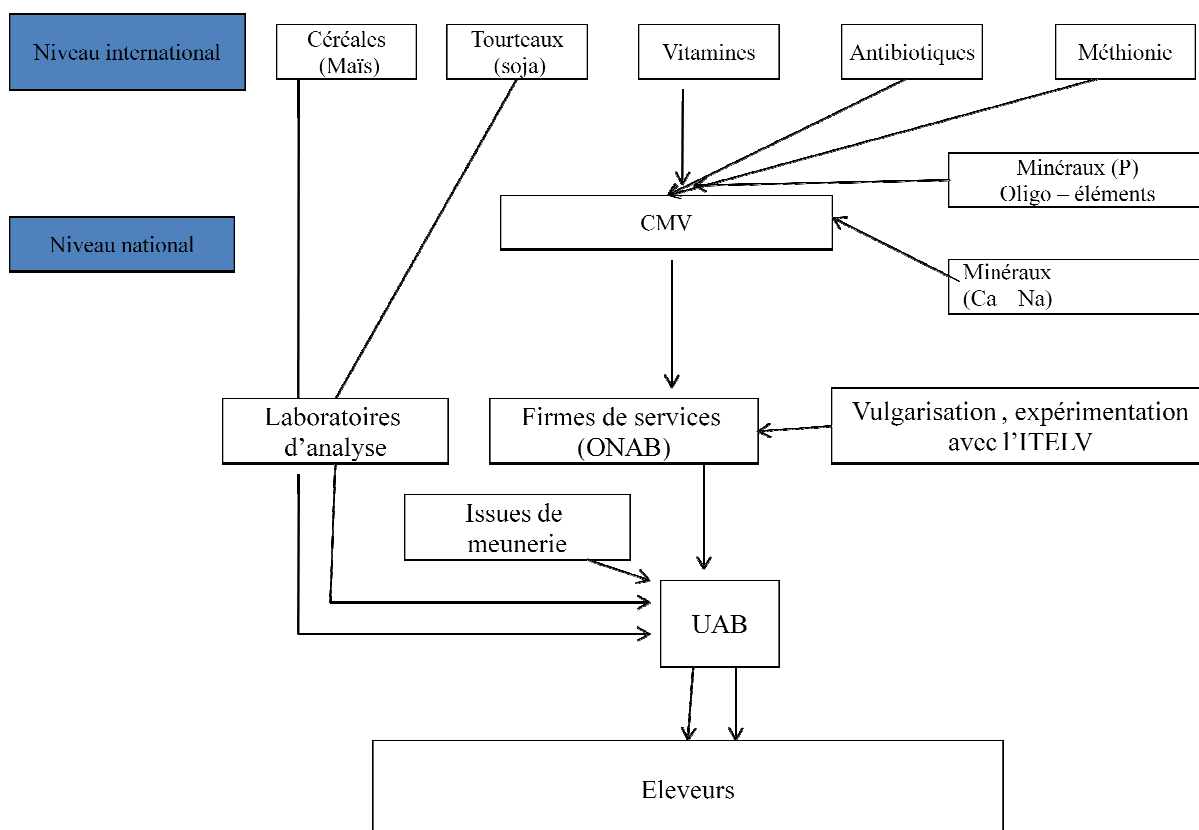 Niveau international
Céréales
(Maïs)
Tourteaux
(soja)
Vitamines
Antibiotiques
Méthionie
Minéraux (P)
Oligo – éléments
CMV
Niveau national
Minéraux
(Ca Na)
Laboratoires
d'analyse
Firmes de services
(ONAB)
Vulgarisation , expérimentation
avec l'ITELV
Issues de
meunerie
UAB
Eleveurs